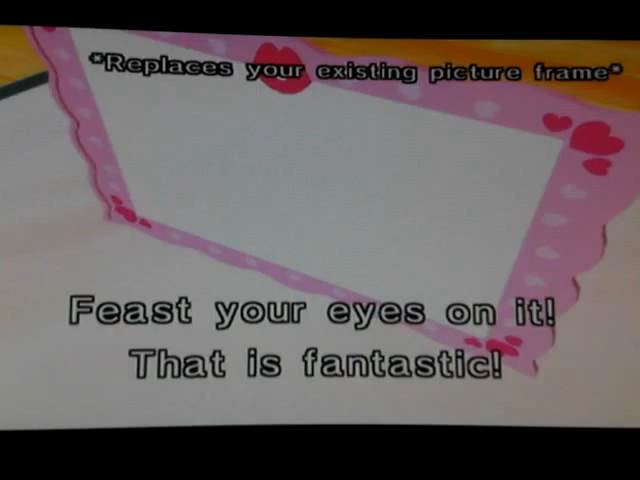 *Replaces your existing picture frame*
Feast your eyes on it!
That is fantastic!